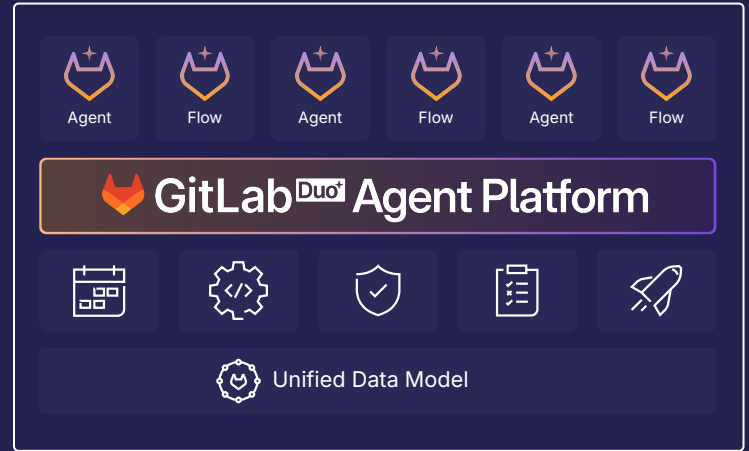 Agent Flow Agent Flow Agent Flow
GitLab Duo Agent Platform
Unified Data Model